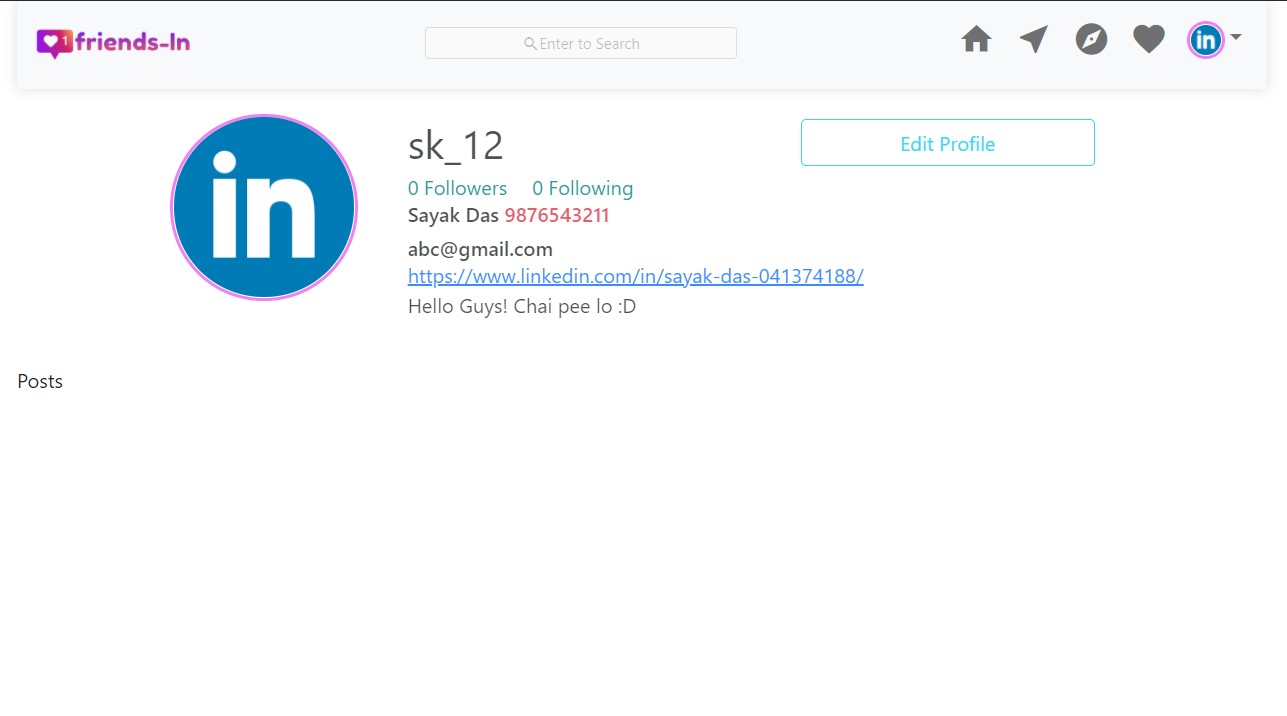 1 friends-In
Enter to Search
in
in
sk_12
Edit Profile
0 Followers 0 Following
Sayak Das 9876543211
abc@gmail.com
https://www.linkedin.com/in/sayak-das-041374188/
Hello Guys! Chai pee lo :D
Posts